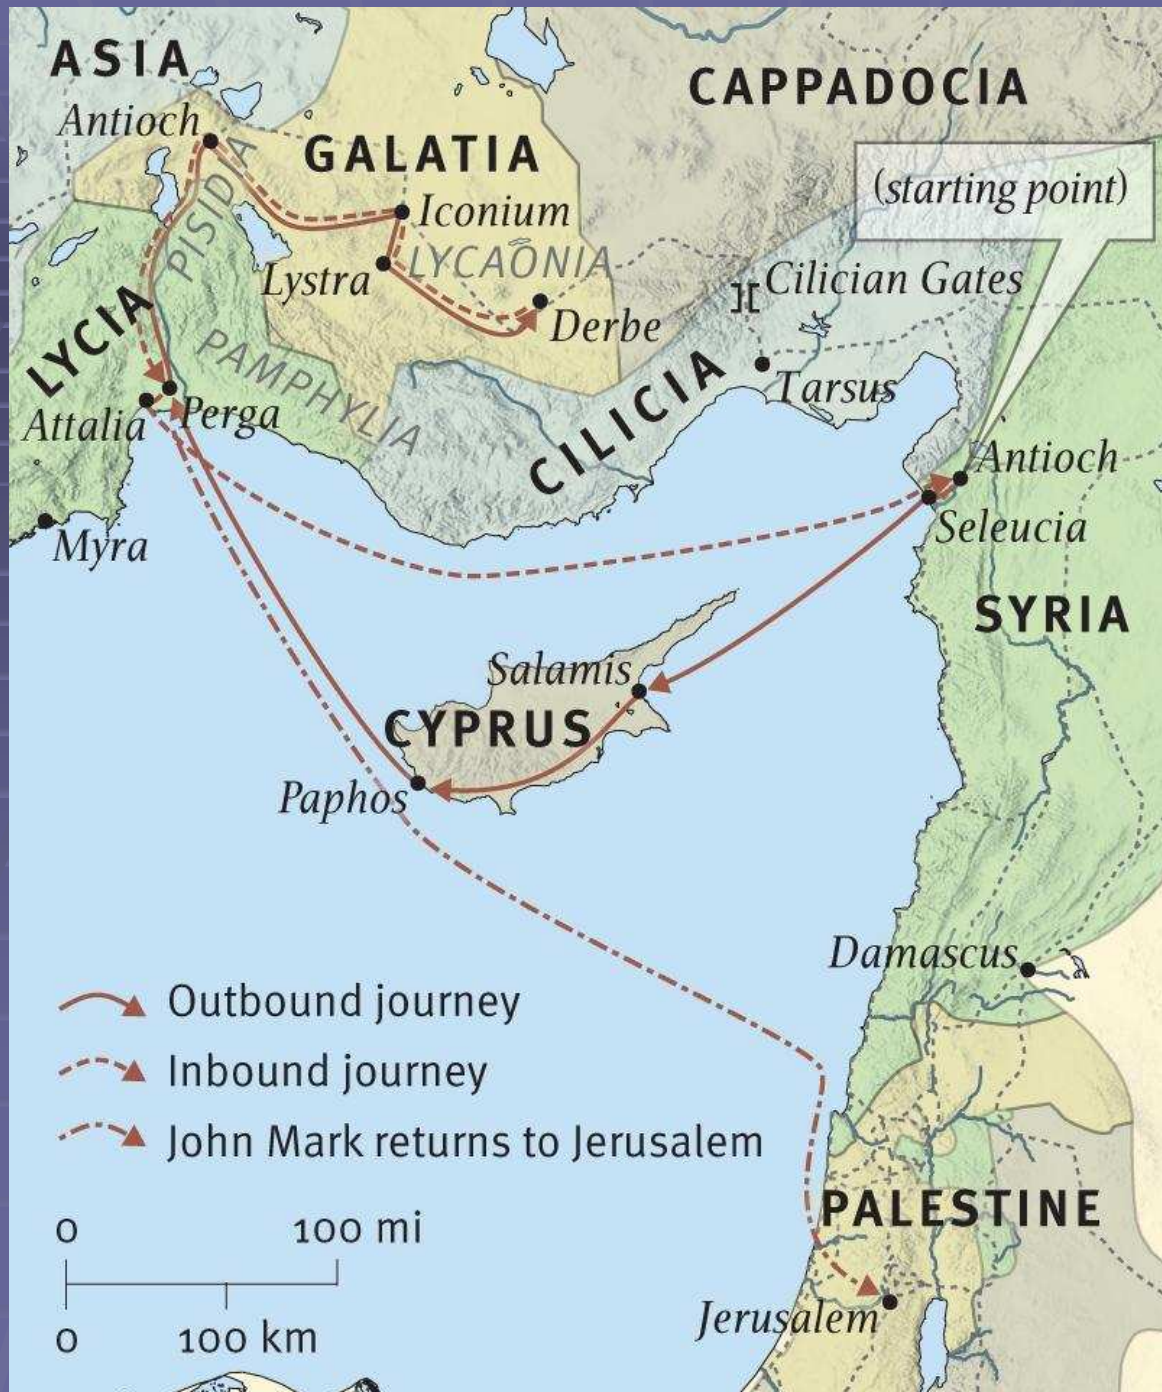 ASIA
CAPPADOCIA
Antioch
GALATIA
(starting point)
PISIDIA
Iconium
LYCAONIA
Lystra
Cilician Gates
Derbe
LYCIA
PAMPHYLIA
CILICIA
Tarsus
Attalia
Perga
Antioch
Seleucia
Myra
SYRIA
Salamis
CYPRUS
Paphos
Damascus
Outbound journey
Inbound journey
John Mark returns to Jerusalem
PALESTINE
0 100 mi
0 100 km
Jerusalem